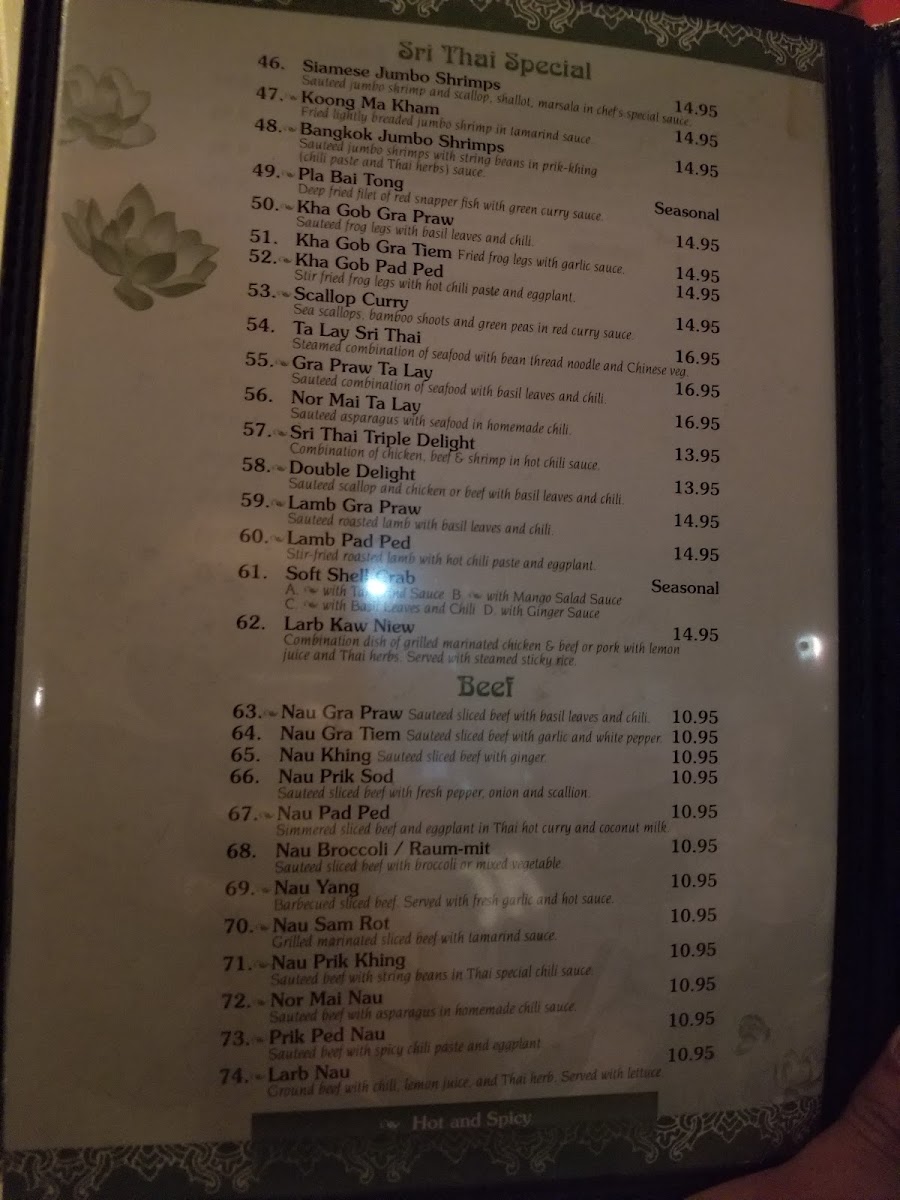 Sri Thai Special
46. Siamese Jumbo Shrimps 14.95
Sauteed jumbo shrimp and scallop, shallot, marsala in chef's special sauce.
47. Koong Ma Kham 14.95
Fried lightly breaded jumbo shrimp in tamarind sauce
48. Bangkok Jumbo Shrimps 14.95
Sauteed jumbo shrimps with string beans in prik-khing
(chili paste and Thai herbs) sauce.
49. Pla Bai Tong Seasonal
Deep fried filet of red snapper fish with green curry sauce.
50. Kha Gob Gra Praw 14.95
Sauteed frog legs with basil leaves and chili.
51. Kha Gob Gra Tiem Fried frog legs with garlic sauce. 14.95
52. Kha Gob Pad Ped 14.95
Stir fried frog legs with hot chili paste and eggplant.
53. Scallop Curry 14.95
Sea scallops, bamboo shoots and green peas in red curry sauce.
54. Ta Lay Sri Thai 16.95
Steamed combination of seafood with bean thread noodle and Chinese veg.
55. Gra Praw Ta Lay 16.95
Sauteed combination of seafood with basil leaves and chili.
56. Nor Mai Ta Lay 16.95
Sauteed asparagus with seafood in homemade chili.
57. Sri Thai Triple Delight 13.95
Combination of chicken, beef & shrimp in hot chili sauce.
58. Double Delight 13.95
Sauteed scallop and chicken or beef with basil leaves and chili.
59. Lamb Gra Praw 14.95
Sauteed roasted lamb with basil leaves and chili.
60. Lamb Pad Ped 14.95
Stir-fried roasted lamb with hot chili paste and eggplant.
61. Soft Shell Crab Seasonal
A. with Tamarind Sauce B. with Mango Salad Sauce
C. with Basil Leaves and Chili D. with Ginger Sauce
62. Larb Kaw Niew 14.95
Combination dish of grilled marinated chicken & beef or pork with lemon
juice and Thai herbs. Served with steamed sticky rice.
Beef
63. Nau Gra Praw Sauteed sliced beef with basil leaves and chili. 10.95
64. Nau Gra Tiem Sauteed sliced beef with garlic and white pepper. 10.95
65. Nau Khing Sauteed sliced beef with ginger. 10.95
66. Nau Prik Sod 10.95
Sauteed sliced beef with fresh pepper, onion and scallion.
67. Nau Pad Ped 10.95
Simmered sliced beef and eggplant in Thai hot curry and coconut milk.
68. Nau Broccoli / Raum-mit 10.95
Sauteed sliced beef with broccoli or mixed vegetable.
69. Nau Yang 10.95
Barbecued sliced beef. Served with fresh garlic and hot sauce.
70. Nau Sam Rot 10.95
Grilled marinated sliced beef with tamarind sauce.
71. Nau Prik Khing 10.95
Sauteed beef with string beans in Thai special chili sauce.
72. Nor Mai Nau 10.95
Sauteed beef with asparagus in homemade chili sauce.
73. Prik Ped Nau 10.95
Sauteed beef with spicy chili paste and eggplant
74. Larb Nau 10.95
Ground beef with chili, lemon juice, and Thai herb. Served with lettuce.
Hot and Spicy